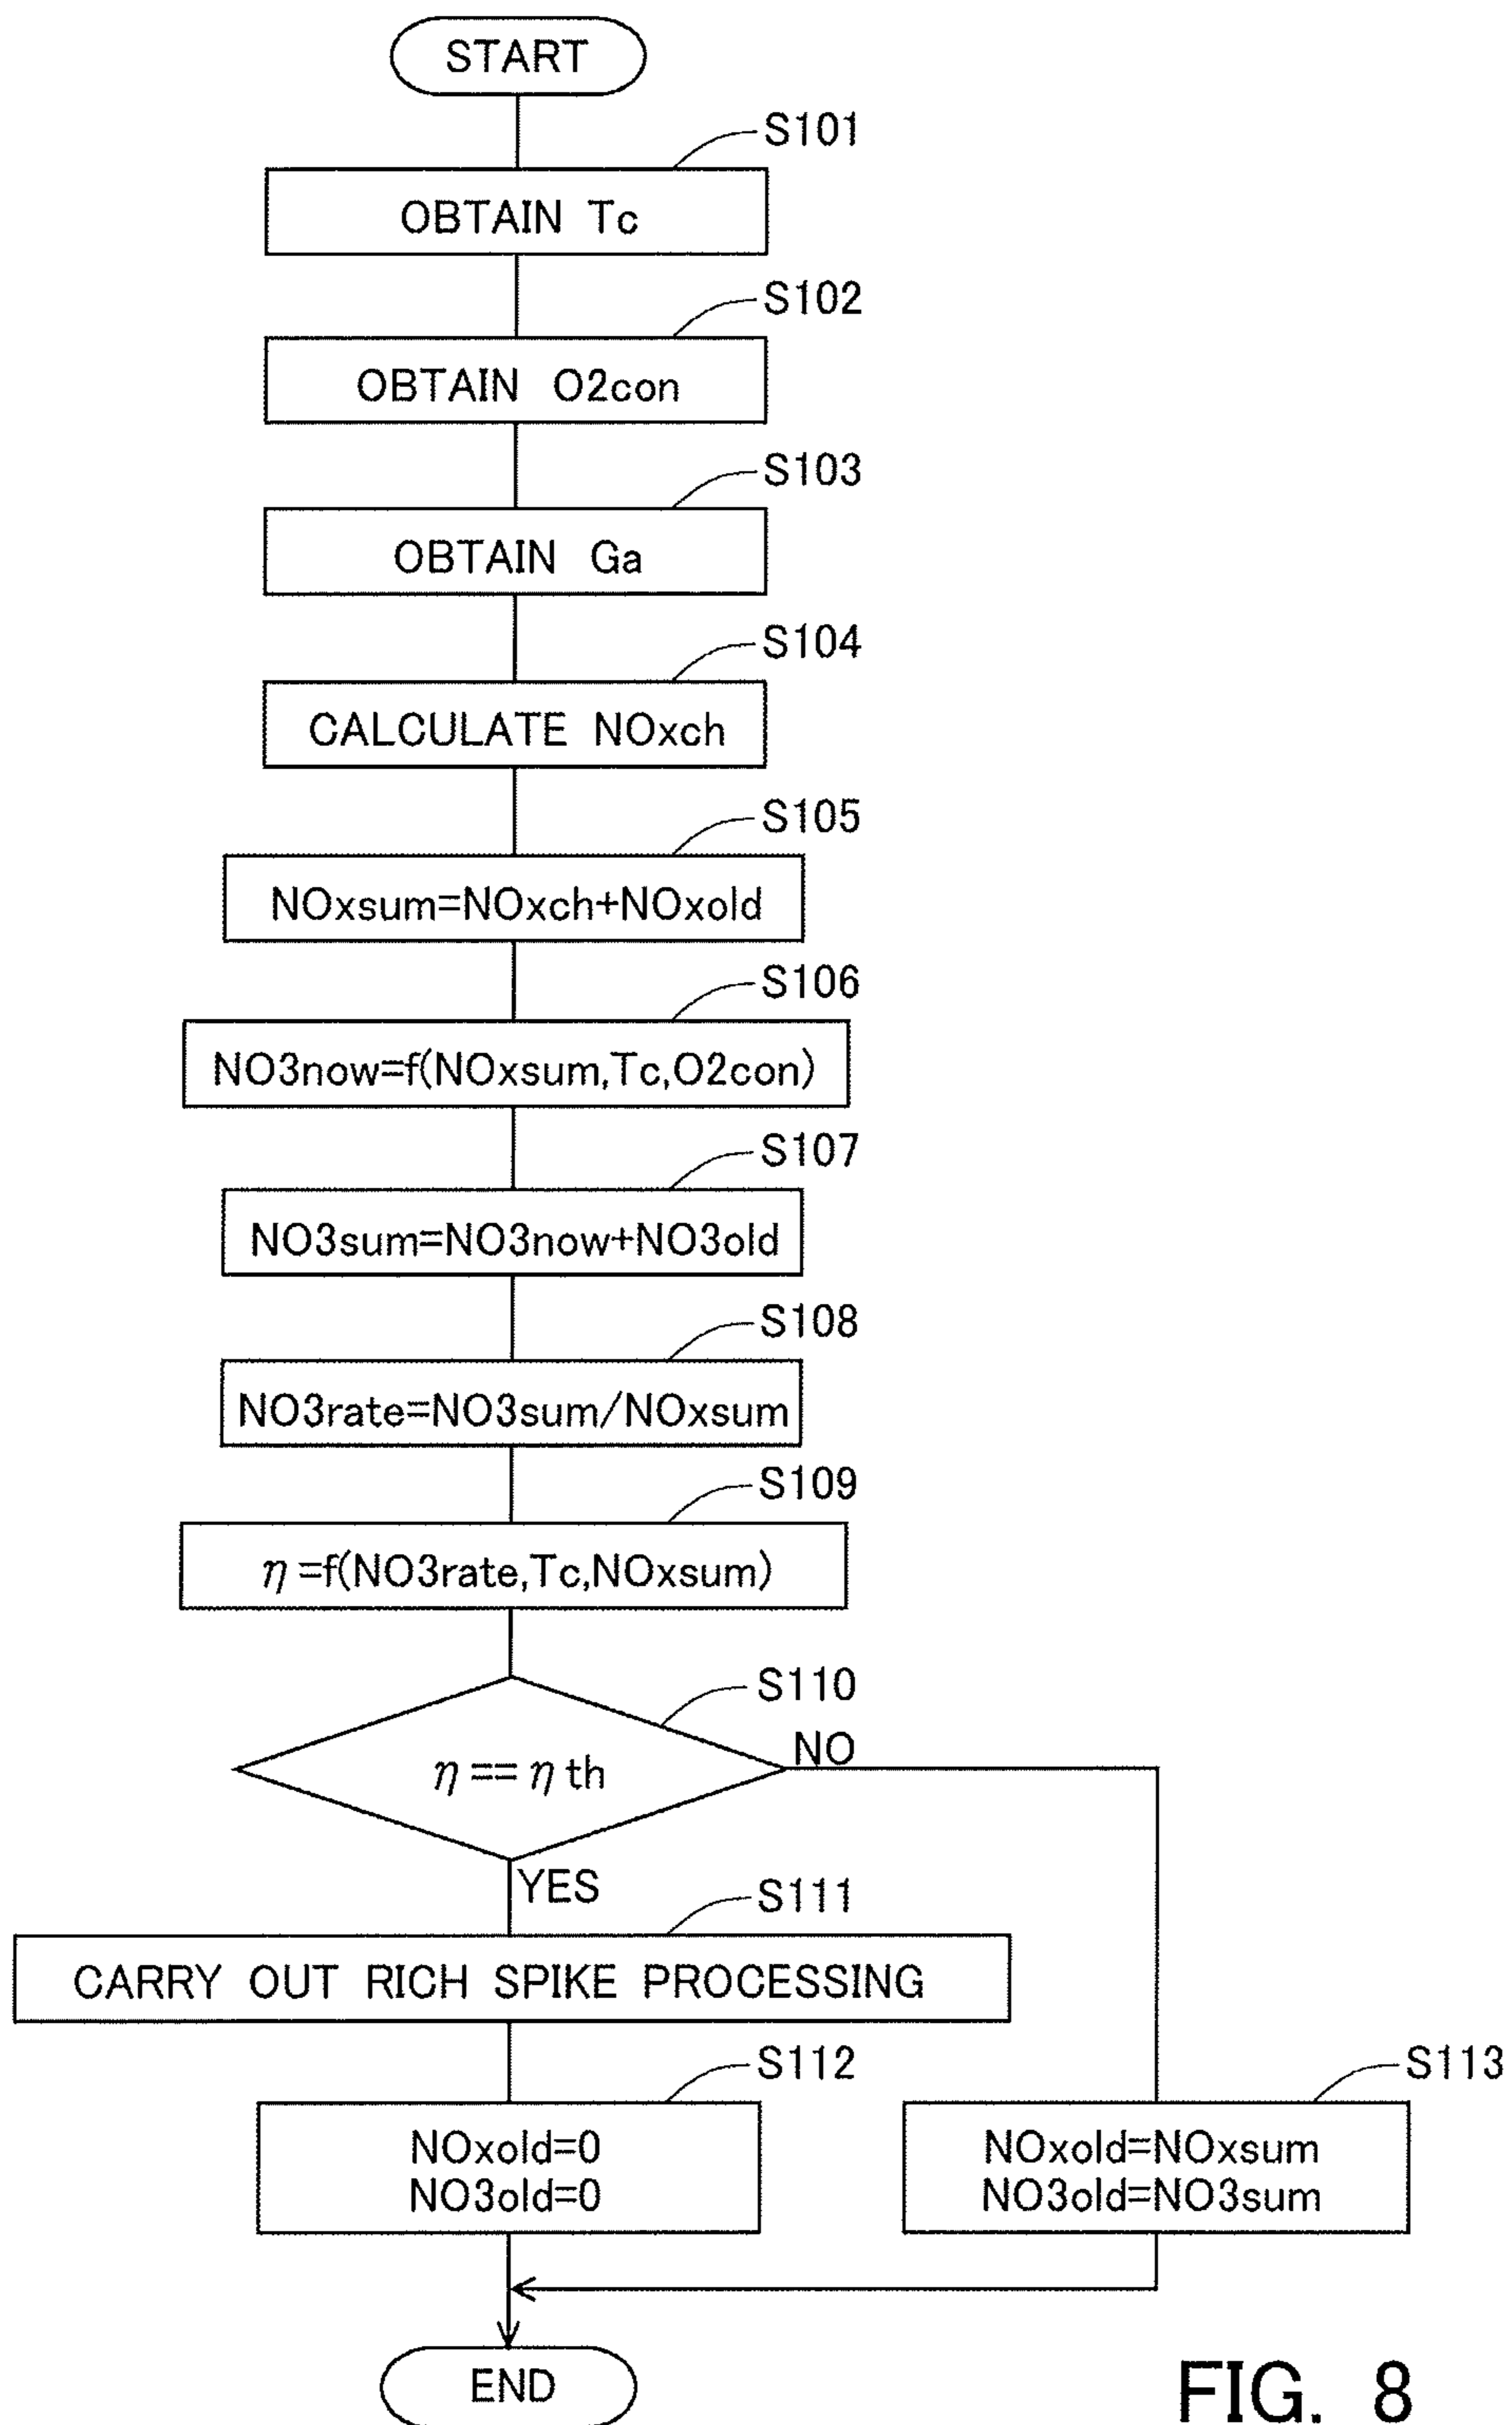 START
S101
OBTAIN Tc
S102
OBTAIN O2con
S103
OBTAIN Ga
S104
CALCULATE NOxch
S105
NOxsum=NOxch+NOxold
S106
NO3now=f(NOxsum,Tc,O2con)
S107
NO3sum=NO3now+NO3old
S108
NO3rate=NO3sum/NOxsum
S109
η=f(NO3rate,Tc,NOxsum)
S110
η == η th
NO
YES
S111
CARRY OUT RICH SPIKE PROCESSING
S112
NOxold=0
NO3old=0
S113
NOxold=NOxsum
NO3old=NO3sum
END
FIG. 8